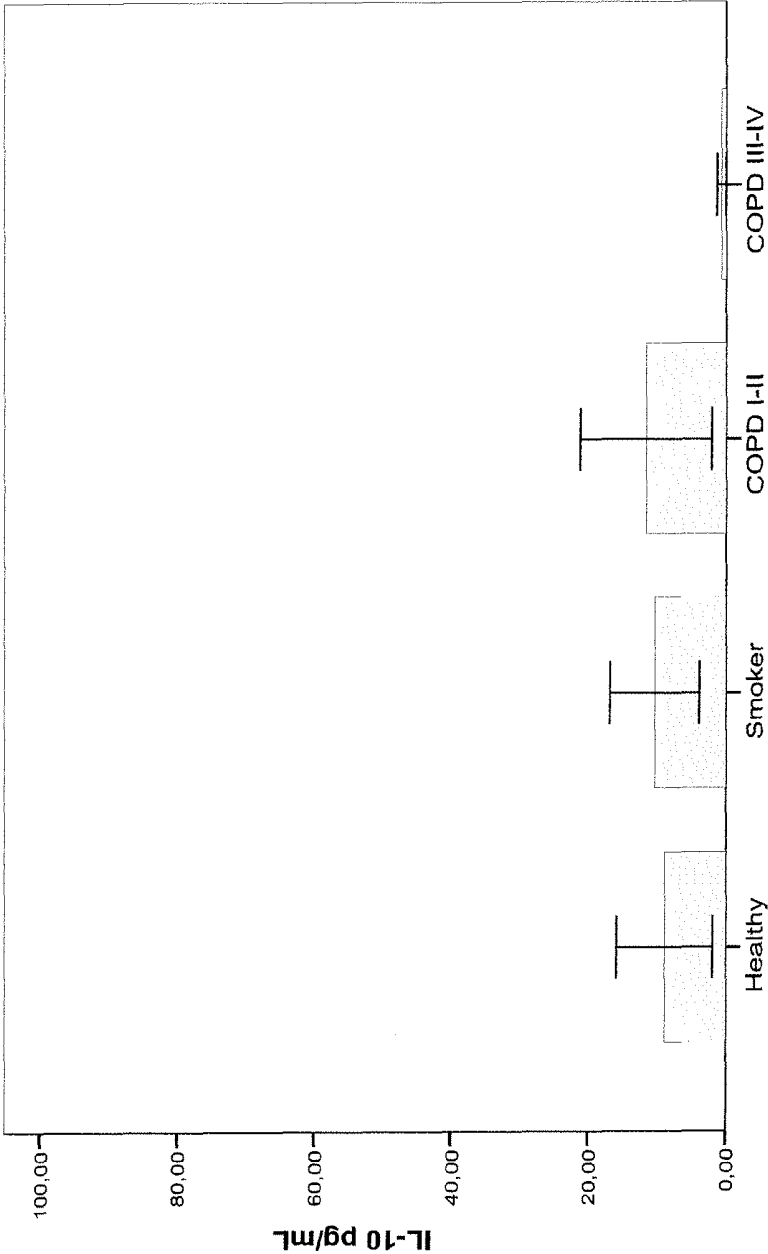 IL-10 pg/mL
100,00
80,00
60,00
40,00
20,00
0,00
Healthy
Smoker
COPD I-II
COPD III-IV